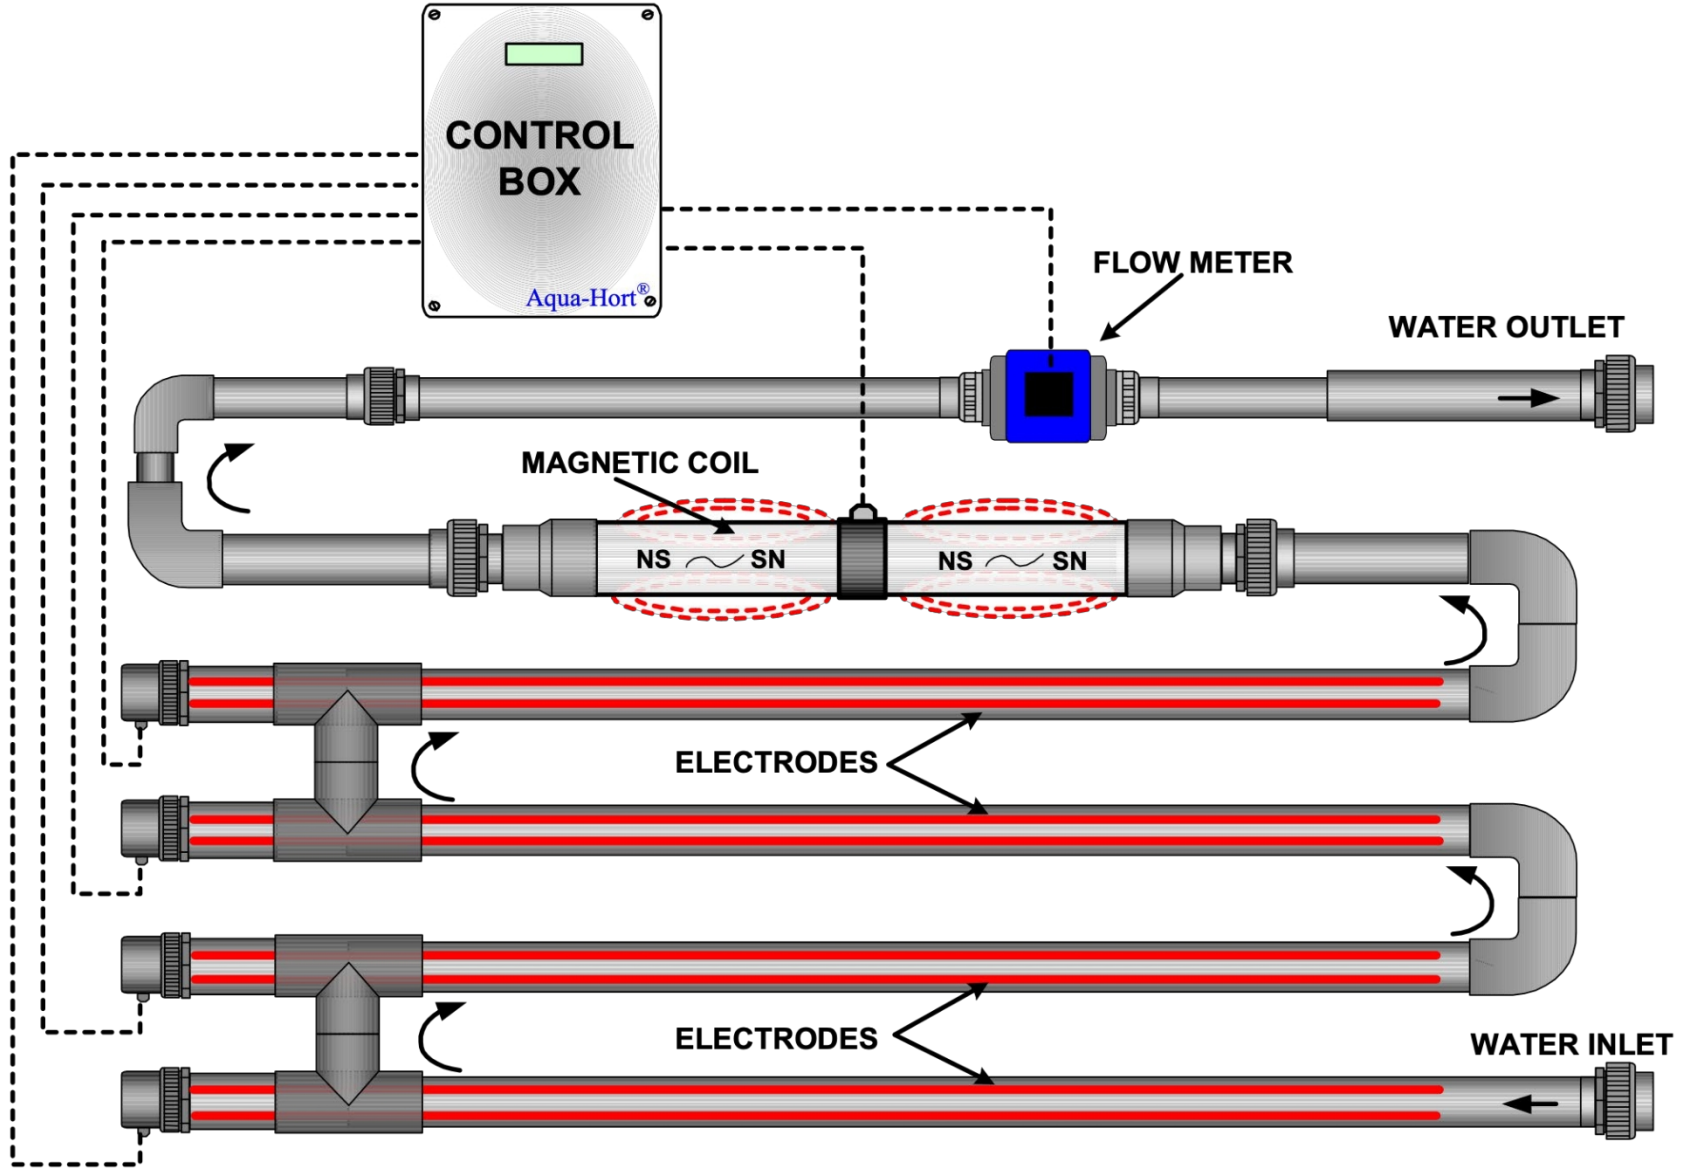 CONTROL
BOX
Aqua-Hort®
FLOW METER
WATER OUTLET
MAGNETIC COIL
NS SN NS SN
ELECTRODES
ELECTRODES
WATER INLET